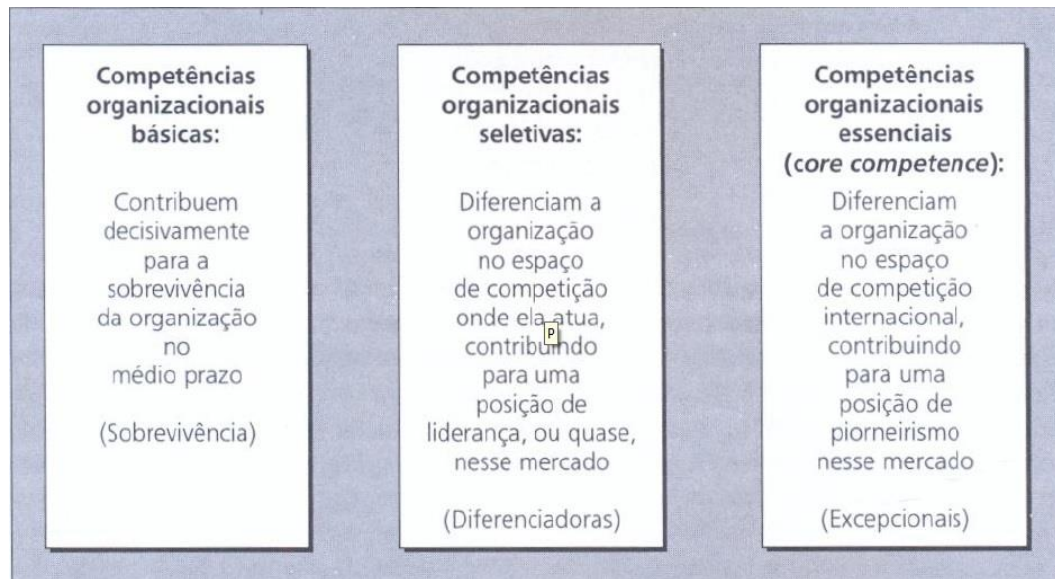 Competências
organizacionais
básicas:
Contribuem
decisivamente
para a
sobrevivência
da organização
no
médio prazo
(Sobrevivência)
Competências
organizacionais
seletivas:
Diferenciam a
organização
no espaço
de competição
onde ela atua,
contribuindo
para uma
posição de
liderança, ou quase,
nesse mercado
(Diferenciadoras)
P
Competências
organizacionais
essenciais
(core competence):
Diferenciam
a organização
no espaço
de competição
internacional,
contribuindo
para uma
posição de
piorneirismo
nesse mercado
(Excepcionais)